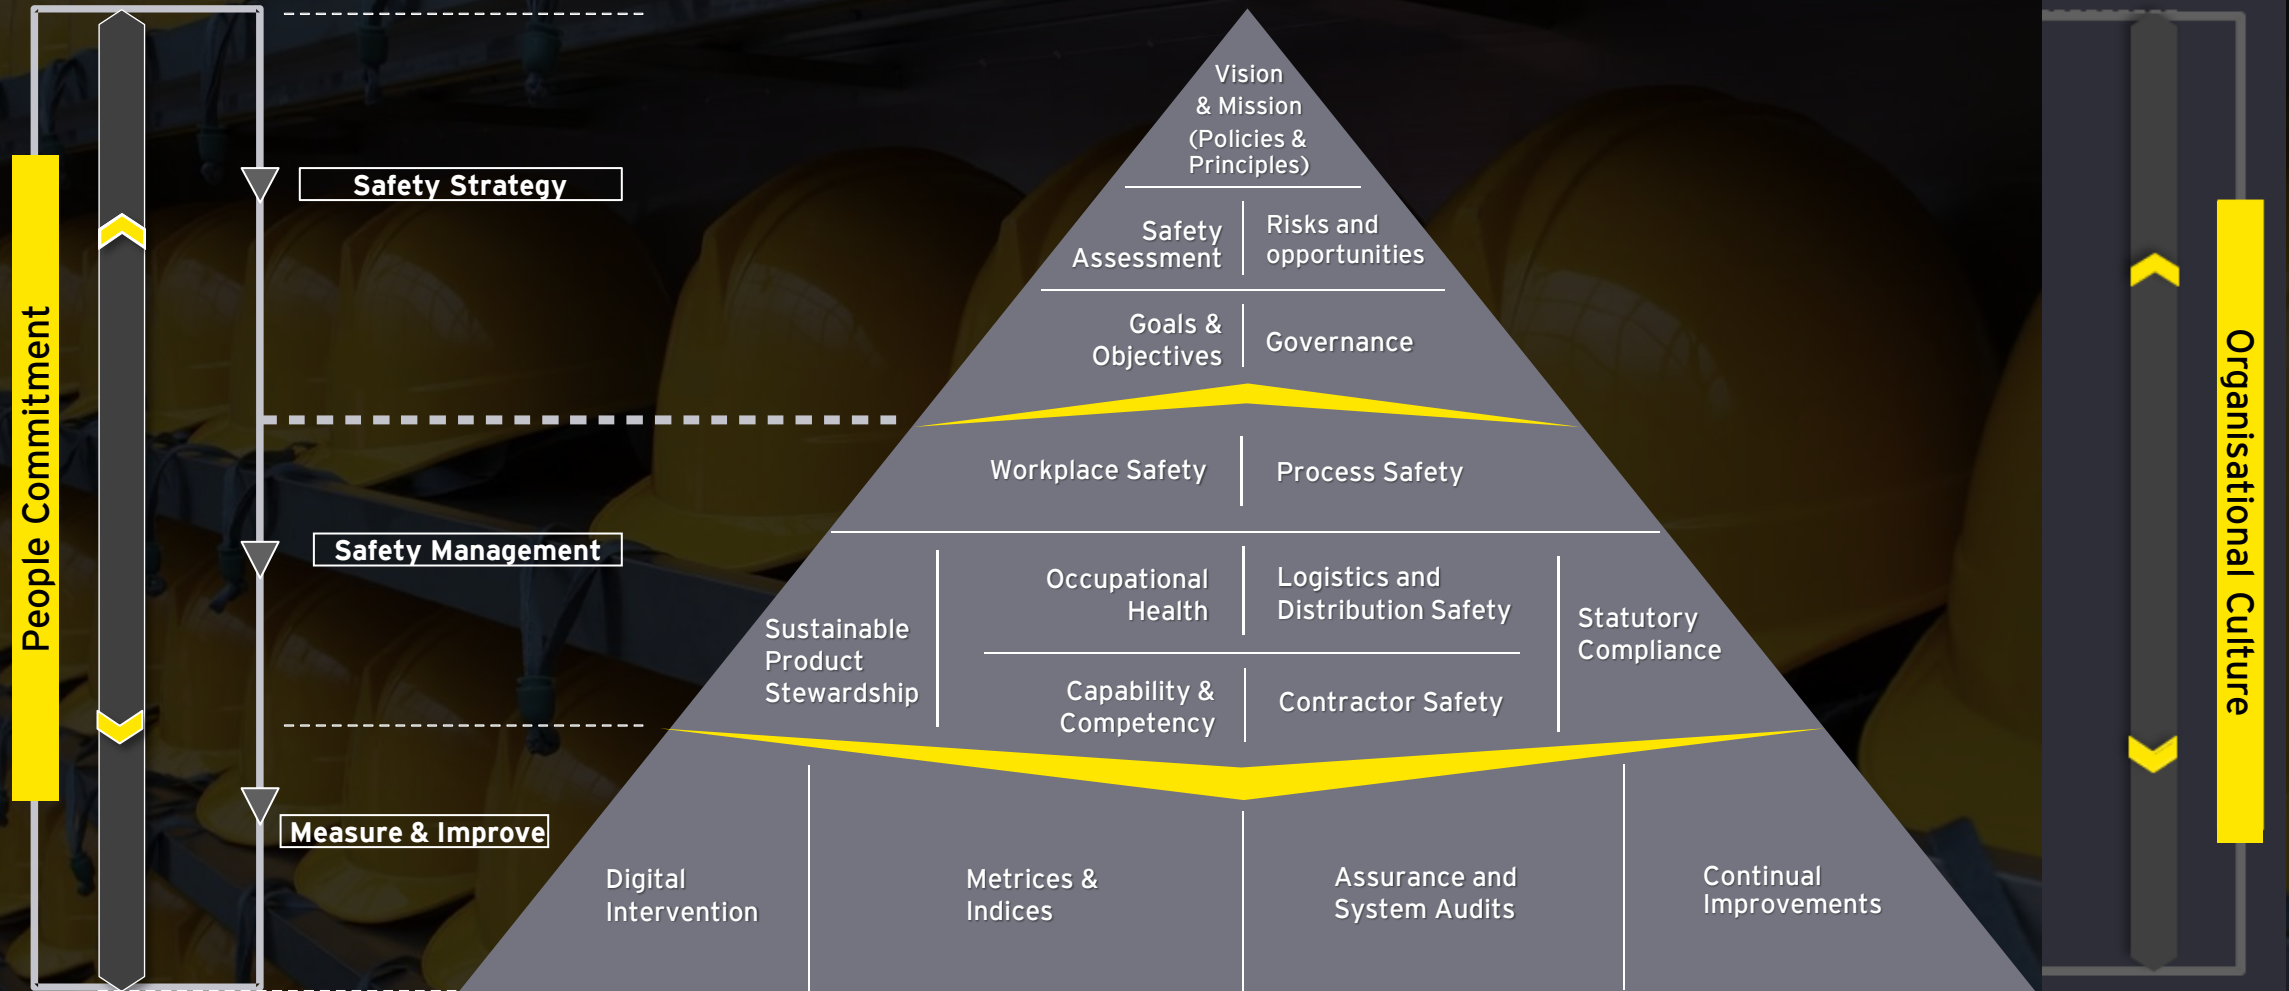 People Commitment
Safety Strategy
Safety Management
Measure & Improve
Vision
& Mission
(Policies &
Principles)
Safety
Assessment
Risks and
opportunities
Goals &
Objectives
Governance
Workplace Safety
Process Safety
Sustainable
Product
Stewardship
Occupational
Health
Logistics and
Distribution Safety
Capability &
Competency
Contractor Safety
Statutory
Compliance
Digital
Intervention
Metrices &
Indices
Assurance and
System Audits
Continual
Improvements
Organisational Culture